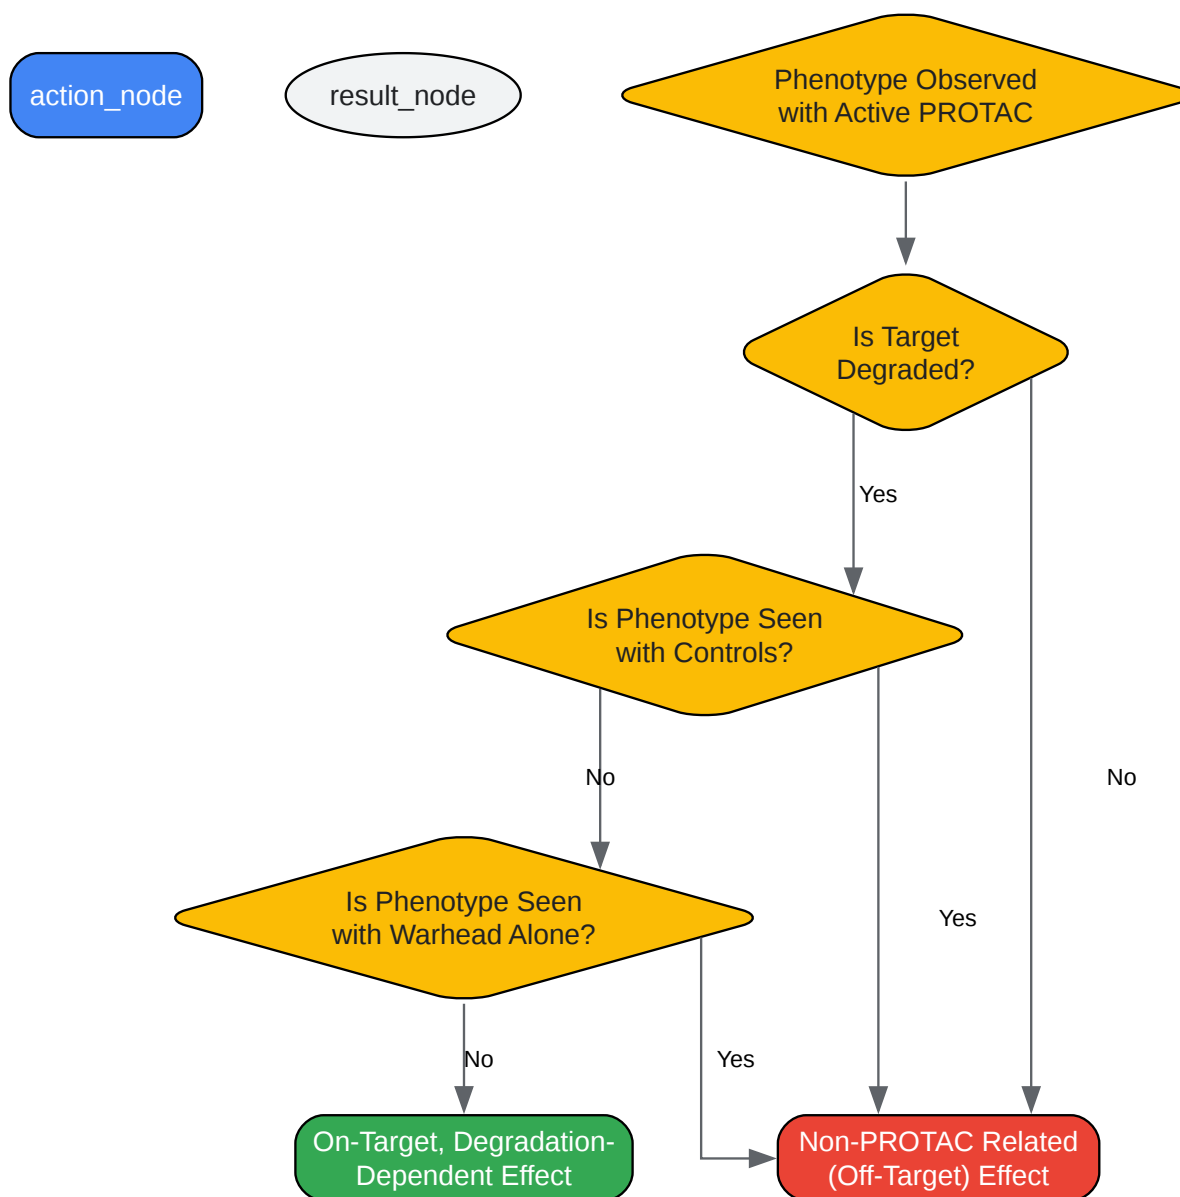 action_node
result_node
Phenotype Observed
with Active PROTAC
Is Target
Degraded?
Yes
Is Phenotype Seen
with Controls?
No
No
Is Phenotype Seen
with Warhead Alone?
Yes
No
Yes
On-Target, Degradation-
Dependent Effect
Non-PROTAC Related
(Off-Target) Effect